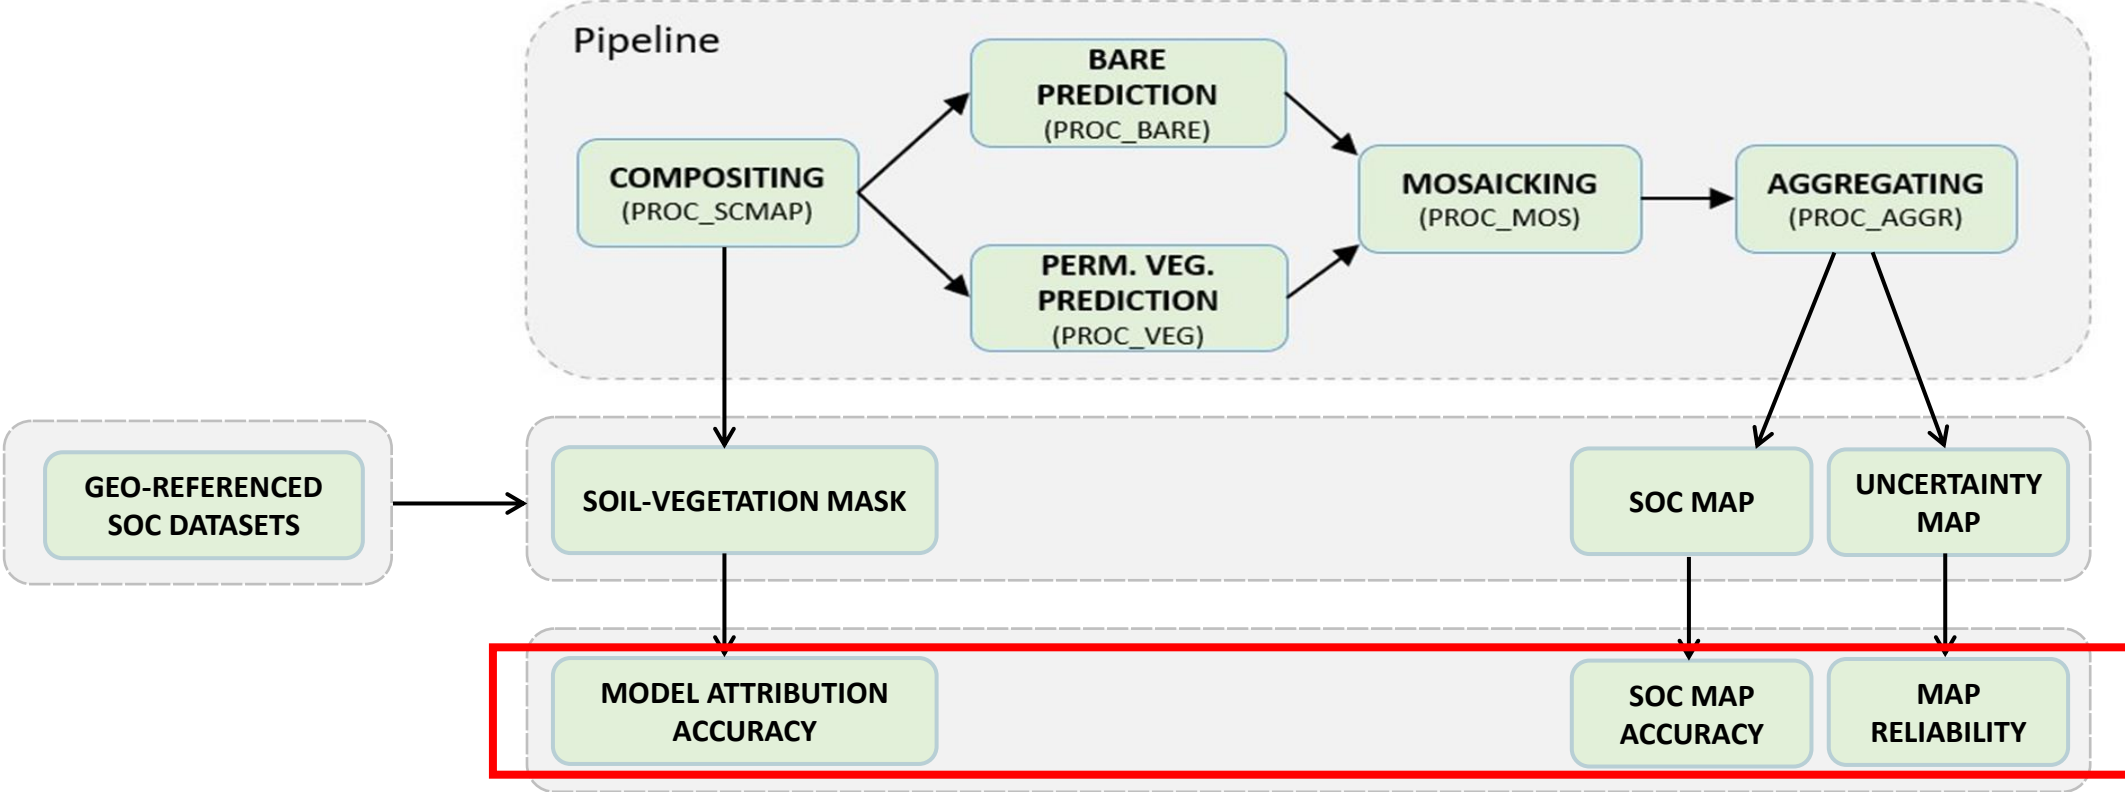 Pipeline
BARE
PREDICTION
(PROC_BARE)
COMPOSITING
(PROC_SCMAP)
MOSAICKING
(PROC_MOS)
AGGREGATING
(PROC_AGGR)
PERM. VEG.
PREDICTION
(PROC_VEG)
GEO-REFERENCED
SOC DATASETS
SOIL-VEGETATION MASK
SOC MAP
UNCERTAINTY
MAP
MODEL ATTRIBUTION
ACCURACY
SOC MAP
ACCURACY
MAP
RELIABILITY